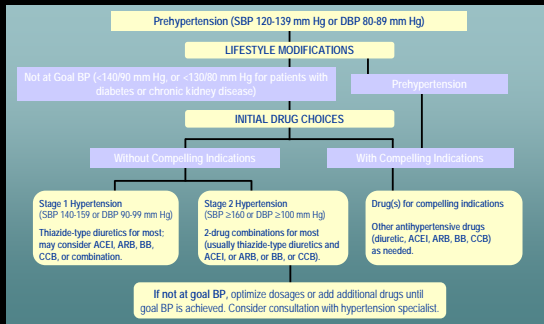 Prehypertension (SBP 120-139 mm Hg or DBP 80-89 mm Hg)
LIFESTYLE MODIFICATIONS
Not at Goal BP (<140/90 mm Hg, or <130/80 mm Hg for patients with
diabetes or chronic kidney disease)
Prehypertension
INITIAL DRUG CHOICES
Without Compelling Indications
With Compelling Indications
Stage 1 Hypertension
(SBP 140-159 or DBP 90-99 mm Hg)
Thiazide-type diuretics for most;
may consider ACEI, ARB, BB,
CCB, or combination.
Stage 2 Hypertension
(SBP ≥160 or DBP ≥100 mm Hg)
2-drug combinations for most
(usually thiazide-type diuretics and
ACEI, or ARB, or BB, or CCB).
Drug(s) for compelling indications
Other antihypertensive drugs
(diuretic, ACEI, ARB, BB, CCB)
as needed.
If not at goal BP, optimize dosages or add additional drugs until
goal BP is achieved. Consider consultation with hypertension specialist.